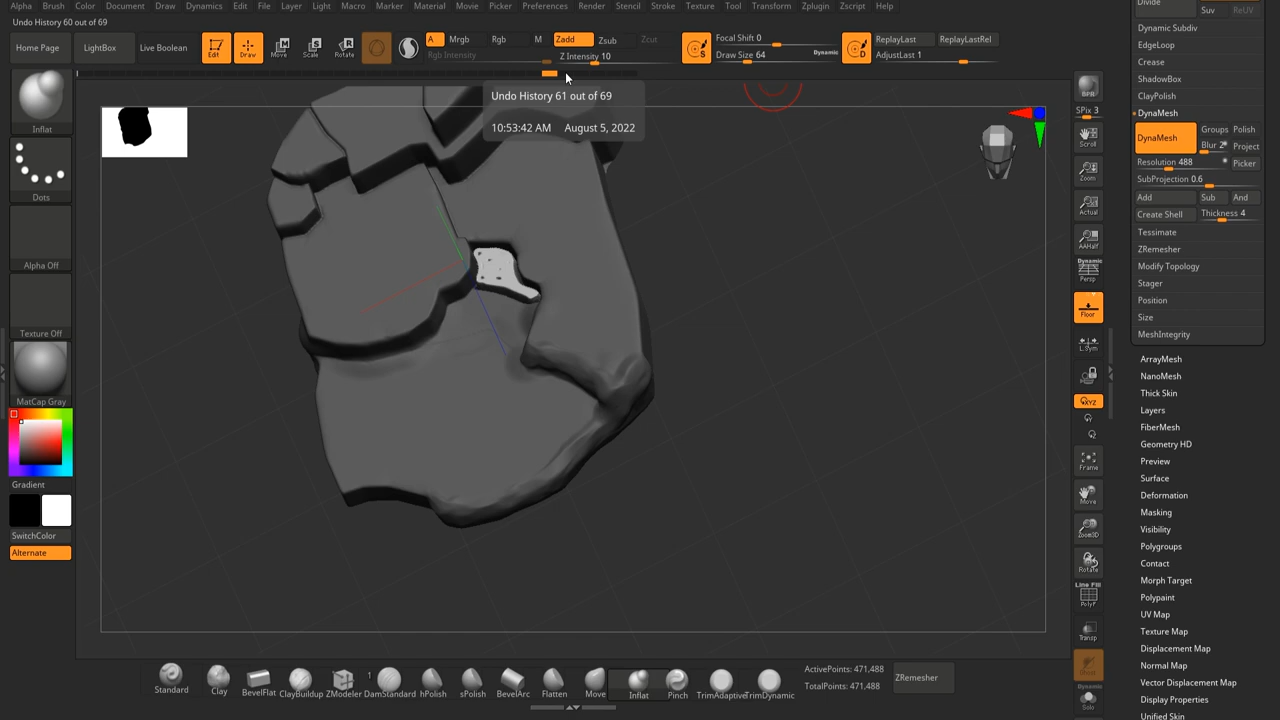 Alpha Brush Color Document Draw Dynamics Edit File Layer Light Macro Marker Material Movie Picker Preferences Render Stencil Stroke Texture Tool Transform Zplugin Zscript Help
Undo History 60 out of 69
Home Page LightBox Live Boolean Edit Draw Move Scale Rotate A Mrgb Rgb M Zadd Zsub Zcut
Rgb Intensity Z Intensity 10
Focal Shift 0
Draw Size 64 Dynamic
ReplayLast ReplayLastRel
AdjustLast 1
Undo History 61 out of 69
10:53:42 AM August 5, 2022
Inflat
Dots
Alpha Off
Texture Off
MatCap Gray
Gradient
SwitchColor
Alternate
BPR
SPix 3
Scroll
Zoom
Actual
AAHalf
Dynamic
Persp
Floor
L.Sym
XYZ
Frame
Move
Zoom3D
Rotate
Line Fill
PolyF
Transp
Ghost
Dynamic
Solo
Divide
Suv ReUV
Dynamic Subdiv
EdgeLoop
Crease
ShadowBox
ClayPolish
DynaMesh
DynaMesh Groups Polish
Blur 2 Project
Resolution 488 Picker
SubProjection 0.6
Add Sub And
Create Shell Thickness 4
Tessimate
ZRemesher
Modify Topology
Stager
Position
Size
MeshIntegrity
ArrayMesh
NanoMesh
Thick Skin
Layers
FiberMesh
Geometry HD
Preview
Surface
Deformation
Masking
Visibility
Polygroups
Contact
Morph Target
Polypaint
UV Map
Texture Map
Displacement Map
Normal Map
Vector Displacement Map
Display Properties
Unified Skin
Standard Clay BevelFlat ClayBuildup ZModeler 1 DamStandard hPolish sPolish BevelArc Flatten Move Inflat Pinch TrimAdaptive TrimDynamic
ActivePoints: 471,488
TotalPoints: 471,488
ZRemesher